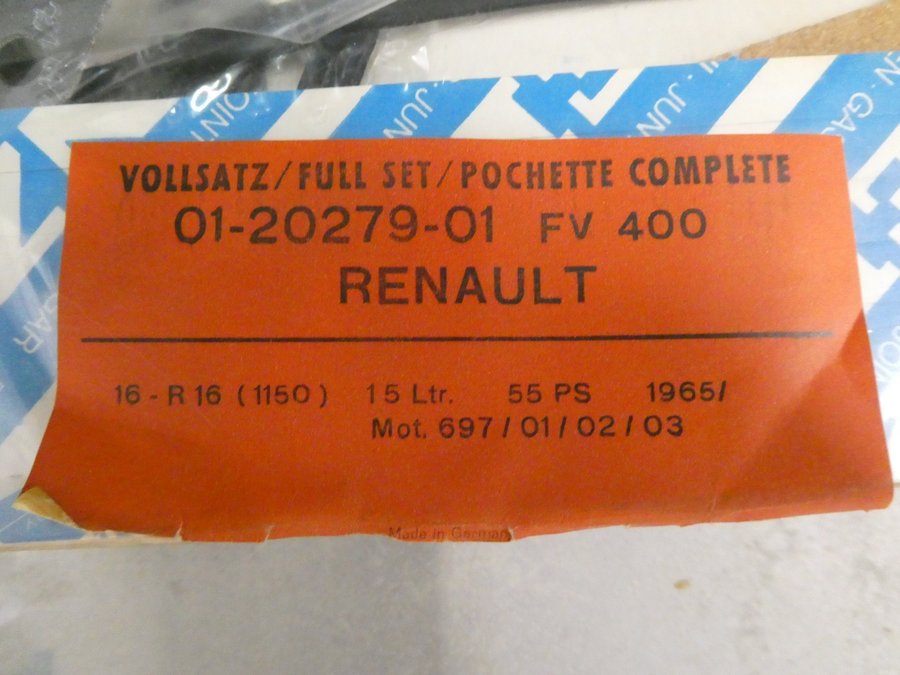 VOLLSATZ/FULL SET/POCHETTE COMPLETE
01-20279-01 FV 400
RENAULT
16 - R 16 (1150) 1 5 Ltr. 55 PS 1965/
Mot. 697/01/02/03
Made in Germany